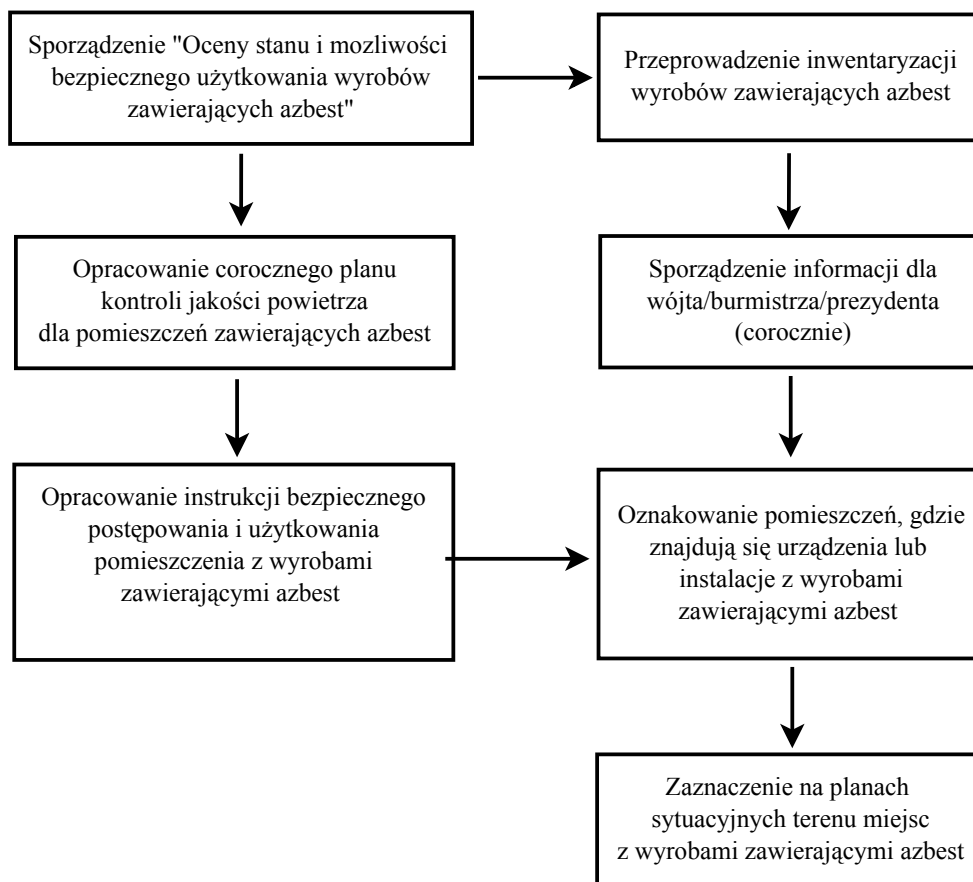 Sporządzenie "Oceny stanu i mozliwości
bezpiecznego użytkowania wyrobów
zawierających azbest"
Przeprowadzenie inwentaryzacji
wyrobów zawierających azbest
Opracowanie corocznego planu
kontroli jakości powietrza
dla pomieszczeń zawierających azbest
Sporządzenie informacji dla
wójta/burmistrza/prezydenta
(corocznie)
Opracowanie instrukcji bezpiecznego
postępowania i użytkowania
pomieszczenia z wyrobami
zawierającymi azbest
Oznakowanie pomieszczeń, gdzie
znajdują się urządzenia lub
instalacje z wyrobami
zawierającymi azbest
Zaznaczenie na planach
sytuacyjnych terenu miejsc
z wyrobami zawierającymi azbest